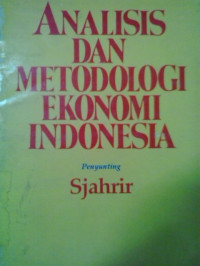 ANALISIS
DAN
METODOLOGI
EKONOMI
INDONESIA
Penyunting
Sjahrir